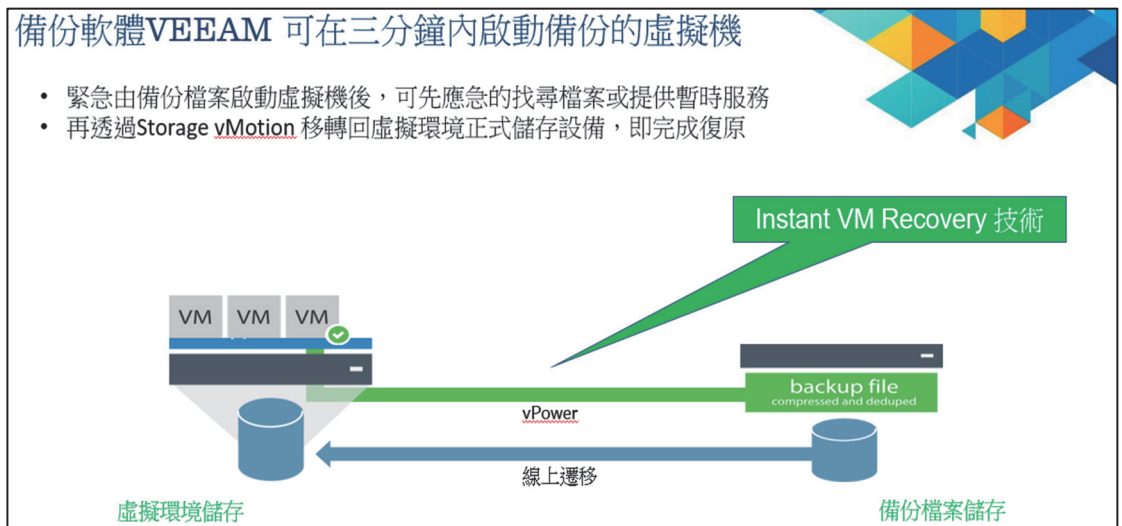 備份軟體VEEAM 可在三分鐘內啟動備份的虛擬機
• 緊急由備份檔案啟動虛擬機後，可先應急的找尋檔案或提供暫時服務
• 再透過Storage vMotion 移轉回虛擬環境正式儲存設備，即完成復原
Instant VM Recovery 技術
VM VM VM
backup file
compressed and deduped
vPower
線上遷移
虛擬環境儲存
備份檔案儲存